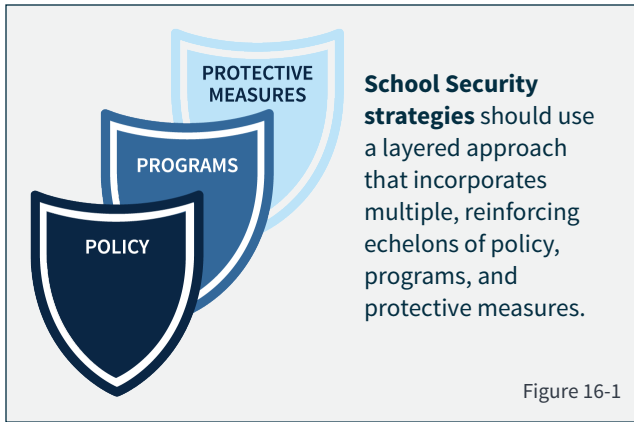 PROTECTIVE
MEASURES
PROGRAMS
POLICY
School Security
strategies should use
a layered approach
that incorporates
multiple, reinforcing
echelons of policy,
programs, and
protective measures.
Figure 16-1